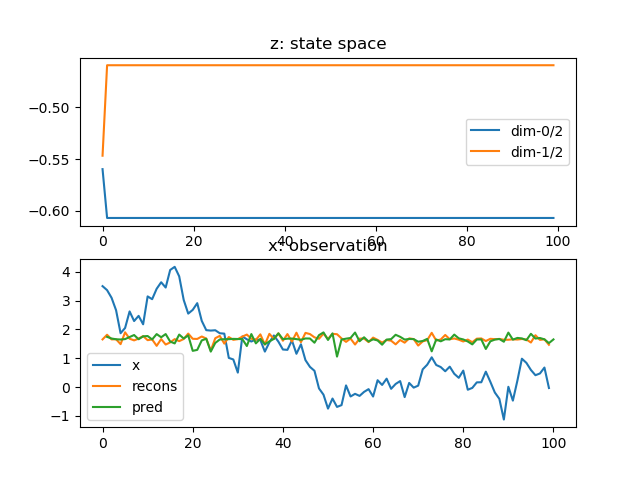 z: state space
−0.50
−0.55
−0.60
dim-0/2
dim-1/2
0 20 40 60 80 100
x: observation
4
3
2
1
0
−1
x
recons
pred
0 20 40 60 80 100